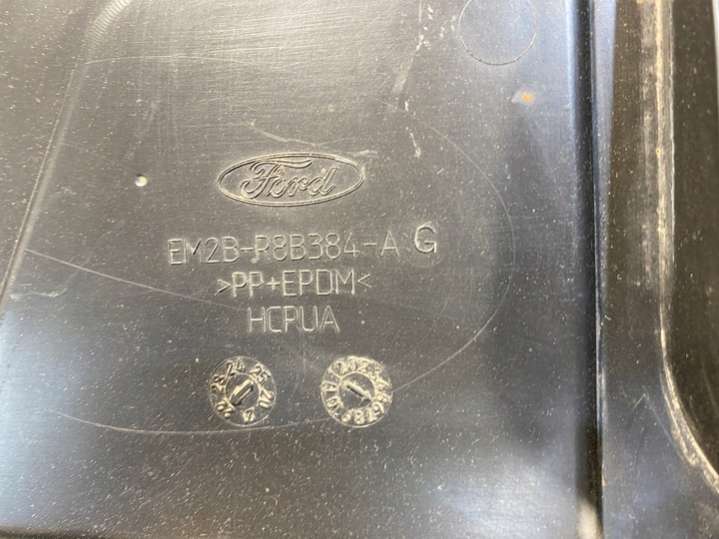 Ford
EM2B-R8B384-A G
>PP+EPDM<
HCPUA